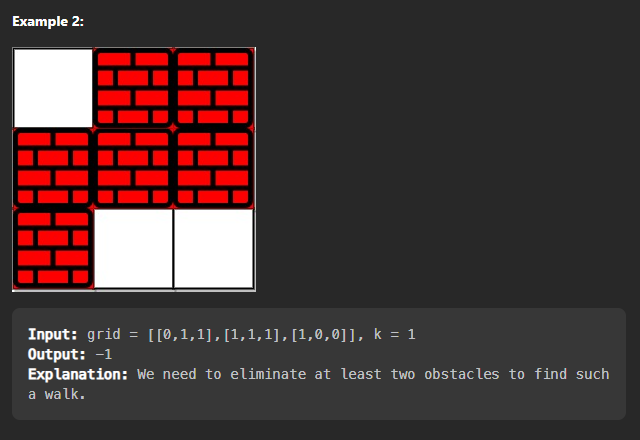 Example 2:
Input: grid = [[0,1,1],[1,1,1],[1,0,0]], k = 1
Output: −1
Explanation: We need to eliminate at least two obstacles to find such
a walk.